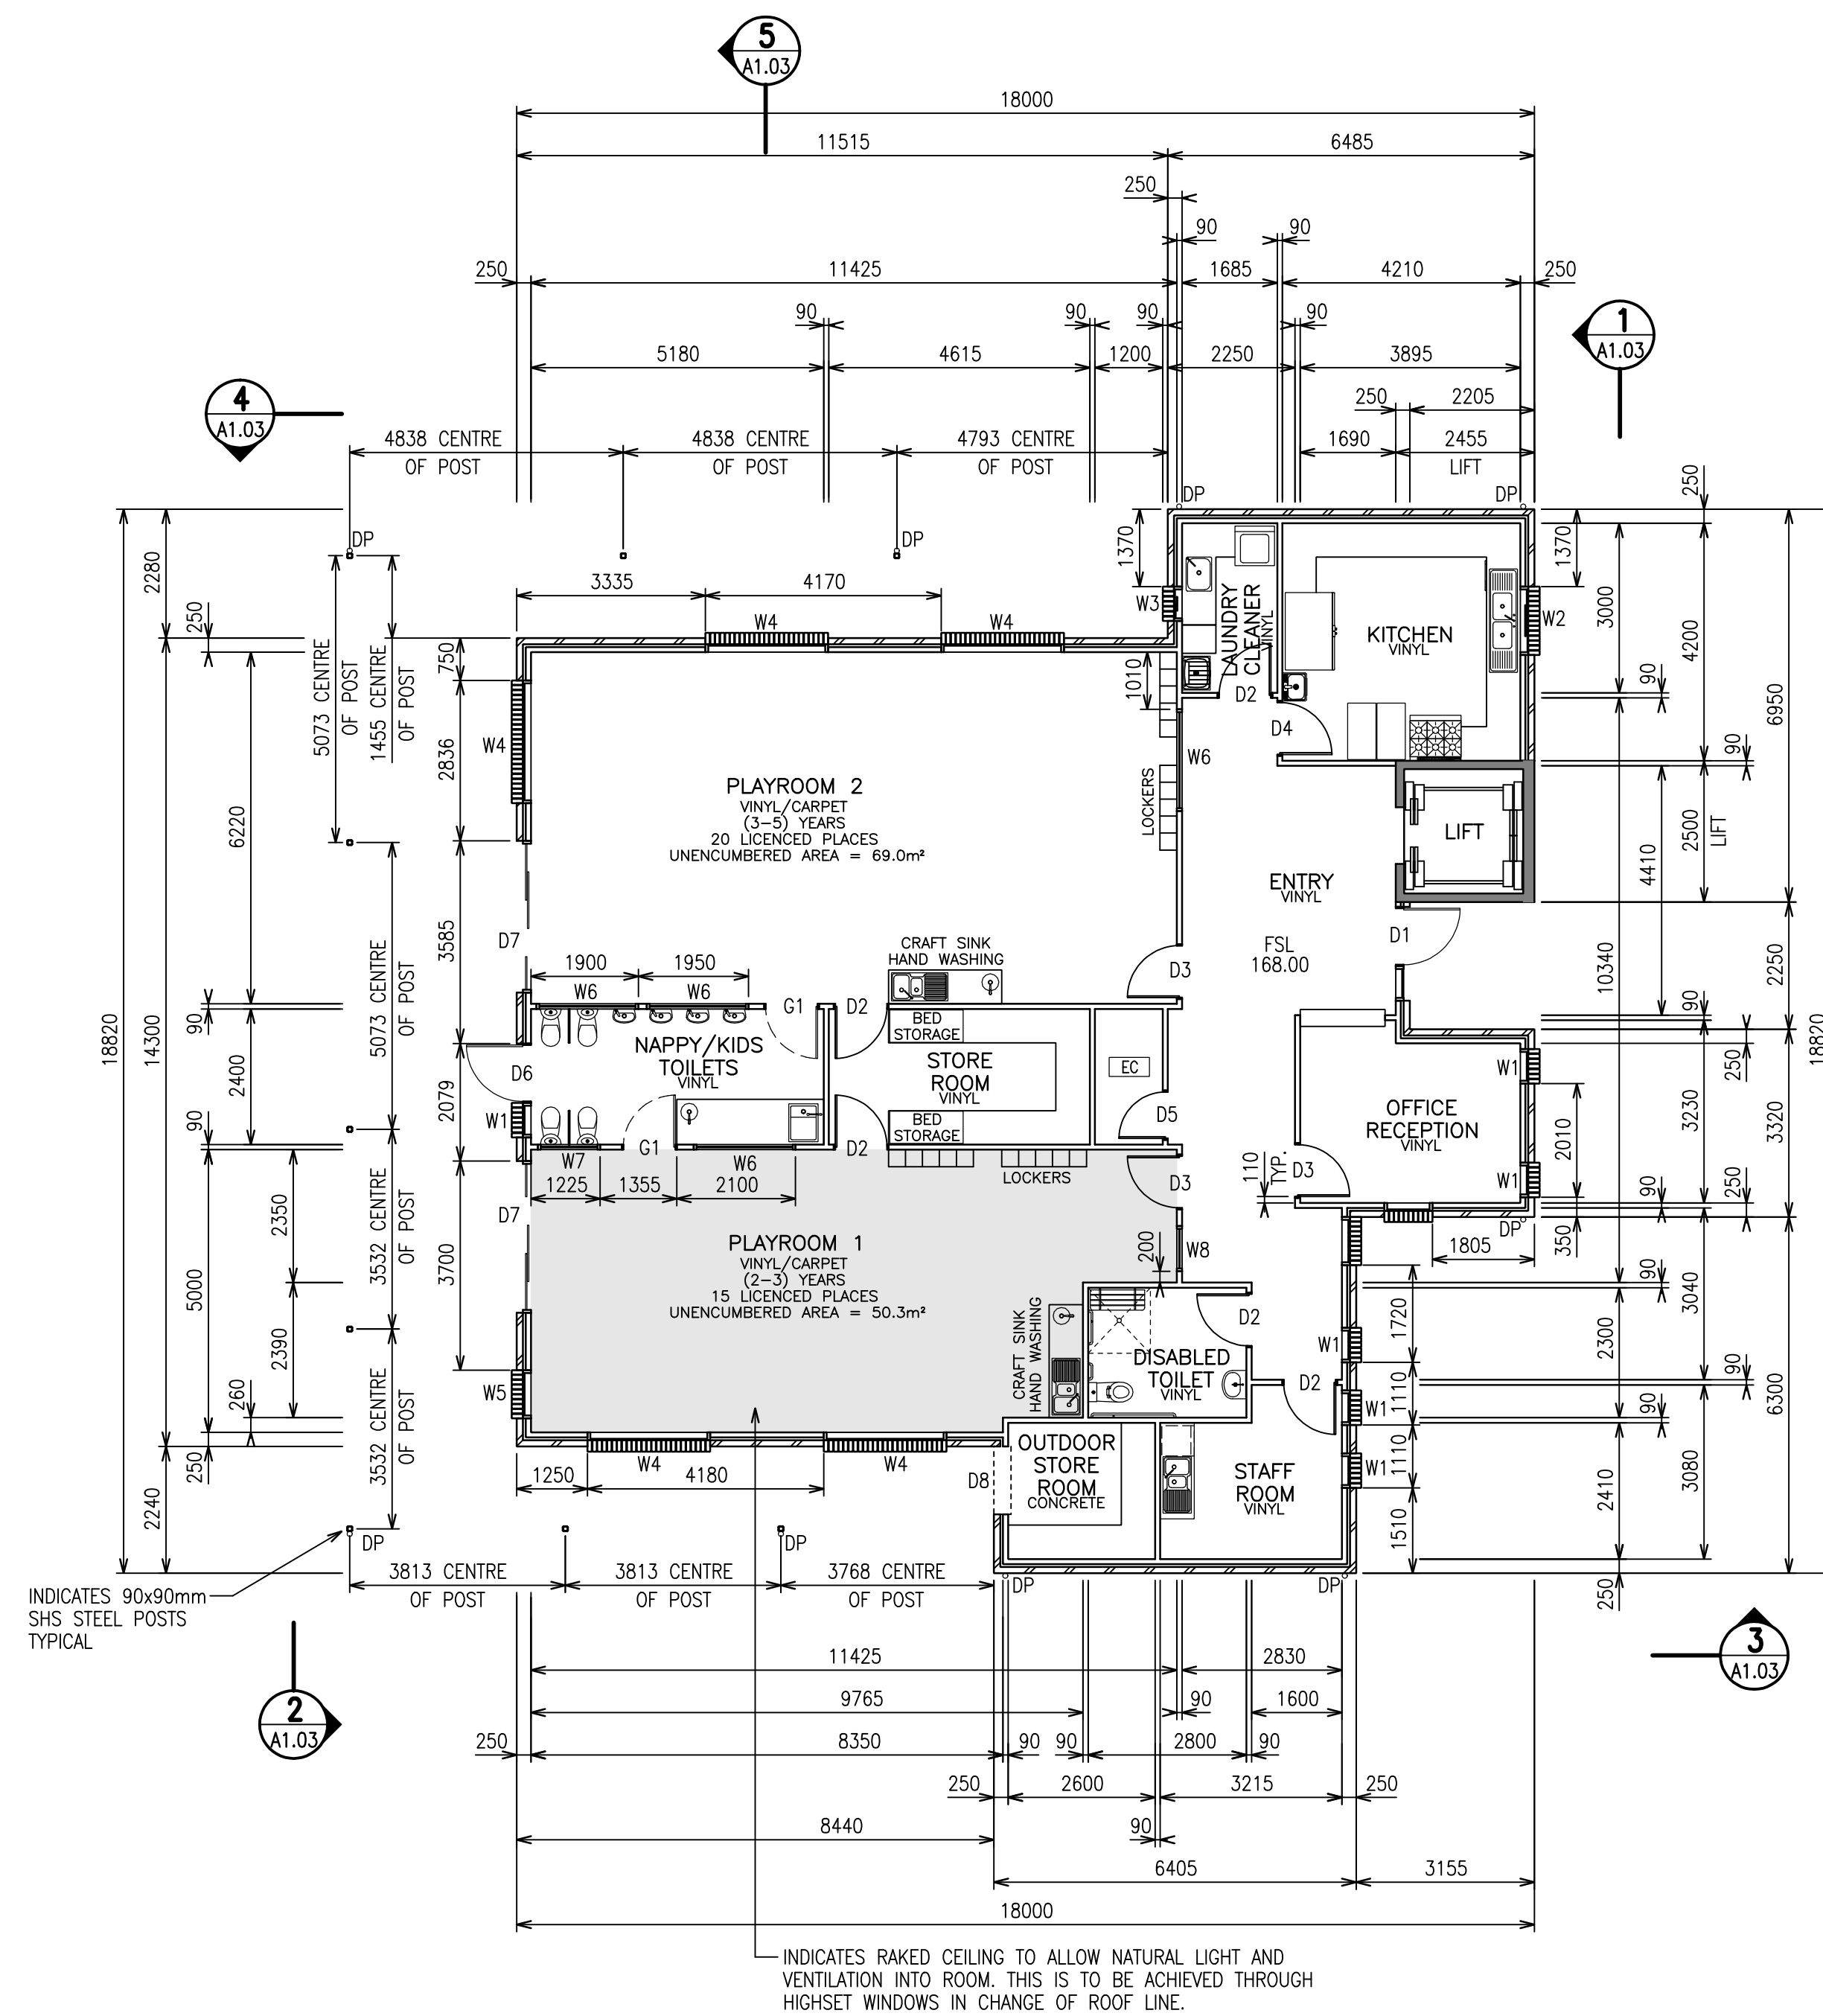 5
A1.03
18000
11515
6485
250
90
90
250
11425
1685
4210
250
90
90
90
90
5180
4615
1200
2250
3895
1
A1.03
250
2205
4
A1.03
4838 CENTRE
OF POST
4838 CENTRE
OF POST
4793 CENTRE
OF POST
1690
2455
LIFT
250
DP
DP
DP
DP
2280
1370
1370
3335
4170
3000
4200
W3
W2
W4
W4
LAUNDRY
CLEANER
VINYL
KITCHEN
VINYL
250
5073 CENTRE
OF POST
1455 CENTRE
OF POST
750
1010
D2
90
6950
D4
90
W4
2836
W6
6220
PLAYROOM 2
VINYL/CARPET
(3–5) YEARS
20 LICENCED PLACES
UNENCUMBERED AREA = 69.0m²
LOCKERS
LIFT
2500
LIFT
4410
ENTRY
VINYL
D7
3585
CRAFT SINK
HAND WASHING
D1
FSL
168.00
D3
2250
10340
1900
1950
W6
W6
G1
D2
90
5073 CENTRE
OF POST
90
18820
14300
18820
BED
STORAGE
NAPPY/KIDS
TOILETS
VINYL
STORE
ROOM
VINYL
EC
D6
2400
2079
W1
BED
STORAGE
D5
OFFICE
RECEPTION
VINYL
W1
250
2010
3230
3320
90
G1
D2
W7
W6
LOCKERS
D3
D3
W1
110
TYP.
90
250
1225
1355
2100
D7
2350
3532 CENTRE
OF POST
3700
5000
PLAYROOM 1
VINYL/CARPET
(2–3) YEARS
15 LICENCED PLACES
UNENCUMBERED AREA = 50.3m²
200
W8
DP
1805
350
90
3040
6300
1720
2300
2390
3532 CENTRE
OF POST
CRAFT SINK
HAND WASHING
D2
W1
DISABLED
TOILET
VINYL
D2
W5
260
W1
1110
90
90
250
2240
W4
W4
1250
4180
D8
OUTDOOR
STORE
ROOM
CONCRETE
STAFF
ROOM
VINYL
W1
1110
2410
3080
1510
250
DP
DP
DP
DP
3813 CENTRE
OF POST
3813 CENTRE
OF POST
3768 CENTRE
OF POST
INDICATES 90x90mm
SHS STEEL POSTS
TYPICAL
2
A1.03
3
A1.03
11425
2830
9765
90
1600
250
8350
90
90
2800
90
250
2600
3215
250
8440
90
6405
3155
18000
INDICATES RAKED CEILING TO ALLOW NATURAL LIGHT AND
VENTILATION INTO ROOM. THIS IS TO BE ACHIEVED THROUGH
HIGHSET WINDOWS IN CHANGE OF ROOF LINE.